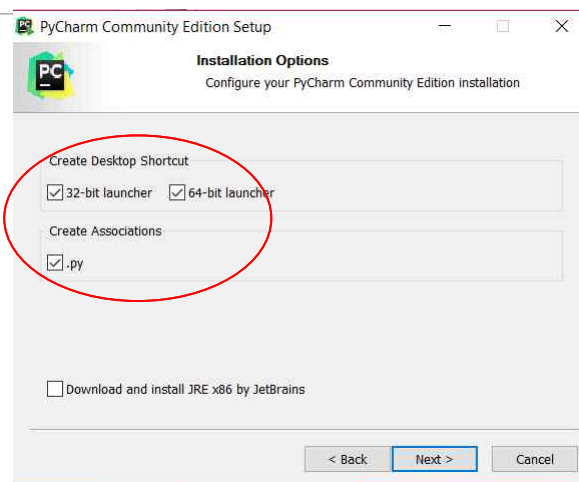 PC PyCharm Community Edition Setup
PC Installation Options
Configure your PyCharm Community Edition installation
Create Desktop Shortcut
32-bit launcher 64-bit launcher
Create Associations
.py
Download and install JRE x86 by JetBrains
< Back Next > Cancel